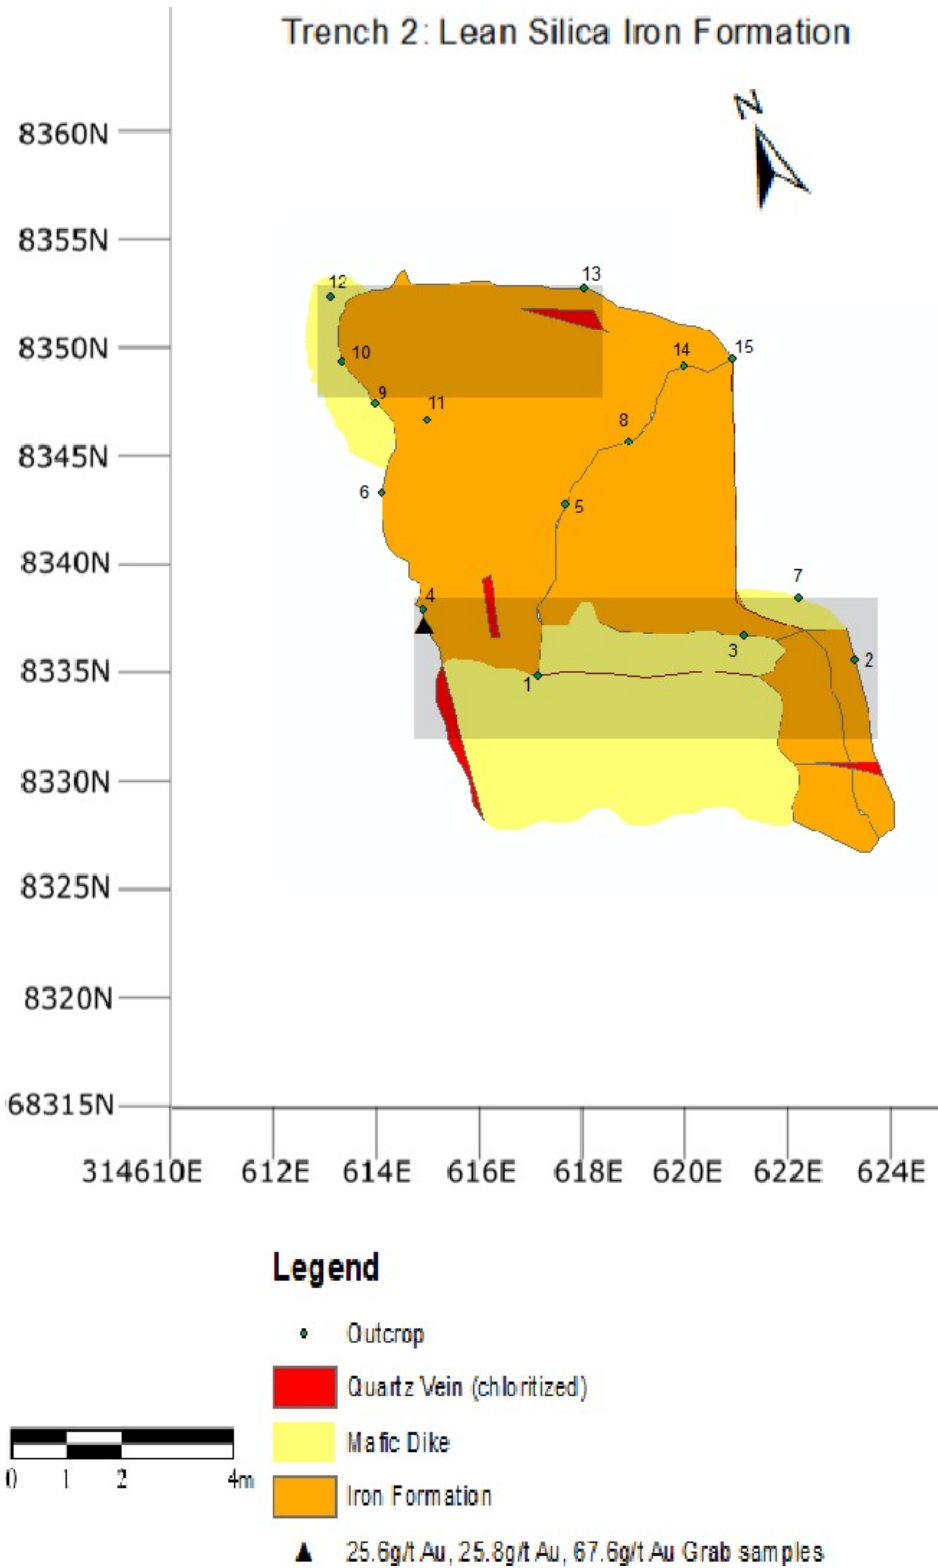 Trench 2: Lean Silica Iron Formation
N
8360N
8355N
12
13
8350N
10
14
15
9
11
8
8345N
6
5
8340N
7
4
3
2
8335N
1
8330N
8325N
8320N
68315N
314610E 612E 614E 616E 618E 620E 622E 624E
Legend
Outcrop
Quartz Vein (chloritized)
Mafic Dike
0 1 2 4m
Iron Formation
25.6g/t Au, 25.8g/t Au, 67.6g/t Au Grab samples